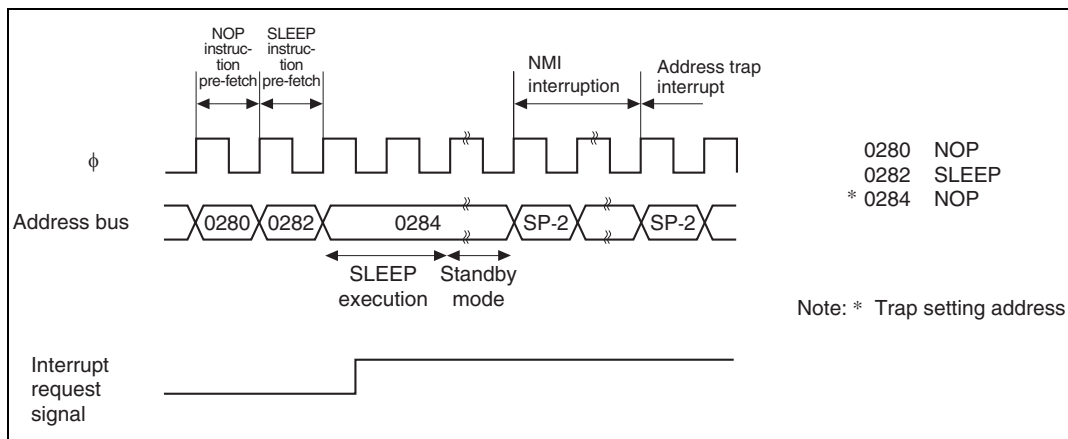 NOP
instruc-
tion
pre-fetch
SLEEP
instruc-
tion
pre-fetch
NMI
interruption
Address trap
interrupt
ϕ
0280 NOP
0282 SLEEP
* 0284 NOP
Address bus
0280
0282
0284
SP-2
SP-2
SLEEP
execution
Standby
mode
Note: * Trap setting address
Interrupt
request
signal